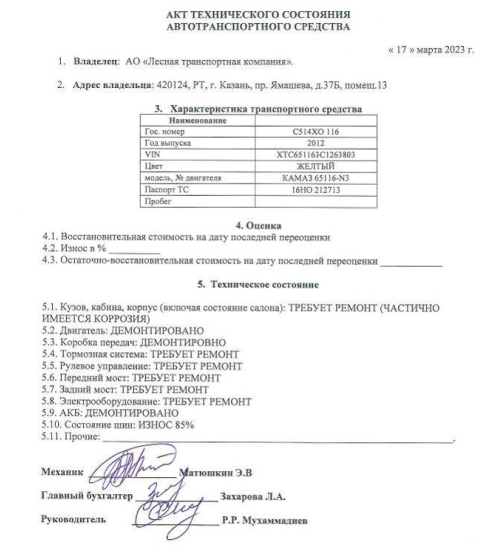 АКТ ТЕХНИЧЕСКОГО СОСТОЯНИЯ
АВТОТРАНСПОРТНОГО СРЕДСТВА
« 17 » марта 2023 г.
1. Владелец: АО «Лесная транспортная компания».
2. Адрес владельца: 420124, РТ, г. Казань, пр. Ямашева, д.37Б, помещ.13
3. Характеристика транспортного средства
Наименование
Гос. номер С514ХО 116
Год выпуска 2012
VIN XTC651163C1263803
Цвет ЖЕЛТЫЙ
модель, № двигателя КАМАЗ 65116-N3
Паспорт ТС 16НО 212713
Пробег
4. Оценка
4.1. Восстановительная стоимость на дату последней переоценки
4.2. Износ в % __________
4.3. Остаточно-восстановительная стоимость на дату последней переоценки ____________
5. Техническое состояние
5.1. Кузов, кабина, корпус (включая состояние салона): ТРЕБУЕТ РЕМОНТ (ЧАСТИЧНО
ИМЕЕТСЯ КОРРОЗИЯ)
5.2. Двигатель: ДЕМОНТИРОВАНО
5.3. Коробка передач: ДЕМОНТИРОВНО
5.4. Тормозная система: ТРЕБУЕТ РЕМОНТ
5.5. Рулевое управление: ТРЕБУЕТ РЕМОНТ
5.6. Передний мост: ТРЕБУЕТ РЕМОНТ
5.7. Задний мост: ТРЕБУЕТ РЕМОНТ
5.8. Электрооборудование: ТРЕБУЕТ РЕМОНТ
5.9. АКБ: ДЕМОНТИРОВАНО
5.10. Состояние шин: ИЗНОС 85%
5.11. Прочие: ____________________.
Механик Матюшкин Э.В
Главный бухгалтер Захарова Л.А.
Руководитель Р.Р. Мухаммадиев